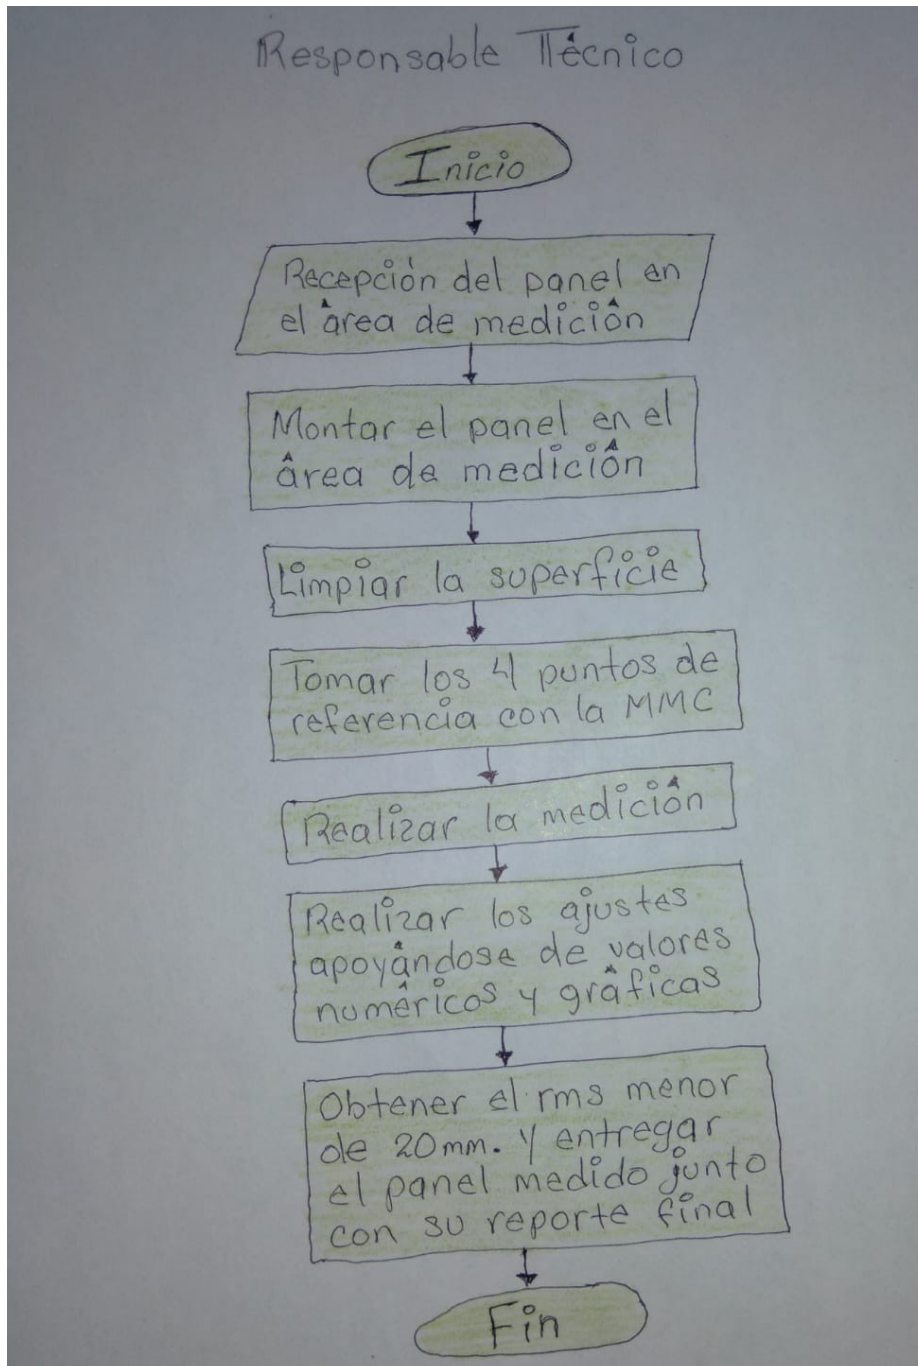 Responsable Técnico
Inicio
Recepción del panel en
el área de medición
Montar el panel en el
área de medición
Limpiar la superficie
Tomar los 4 puntos de
referencia con la MMC
Realizar la medición
Realizar los ajustes
apoyándose de valores
numéricos y gráficas
Obtener el rms menor
de 20mm. y entregar
el panel medido junto
con su reporte final
Fin